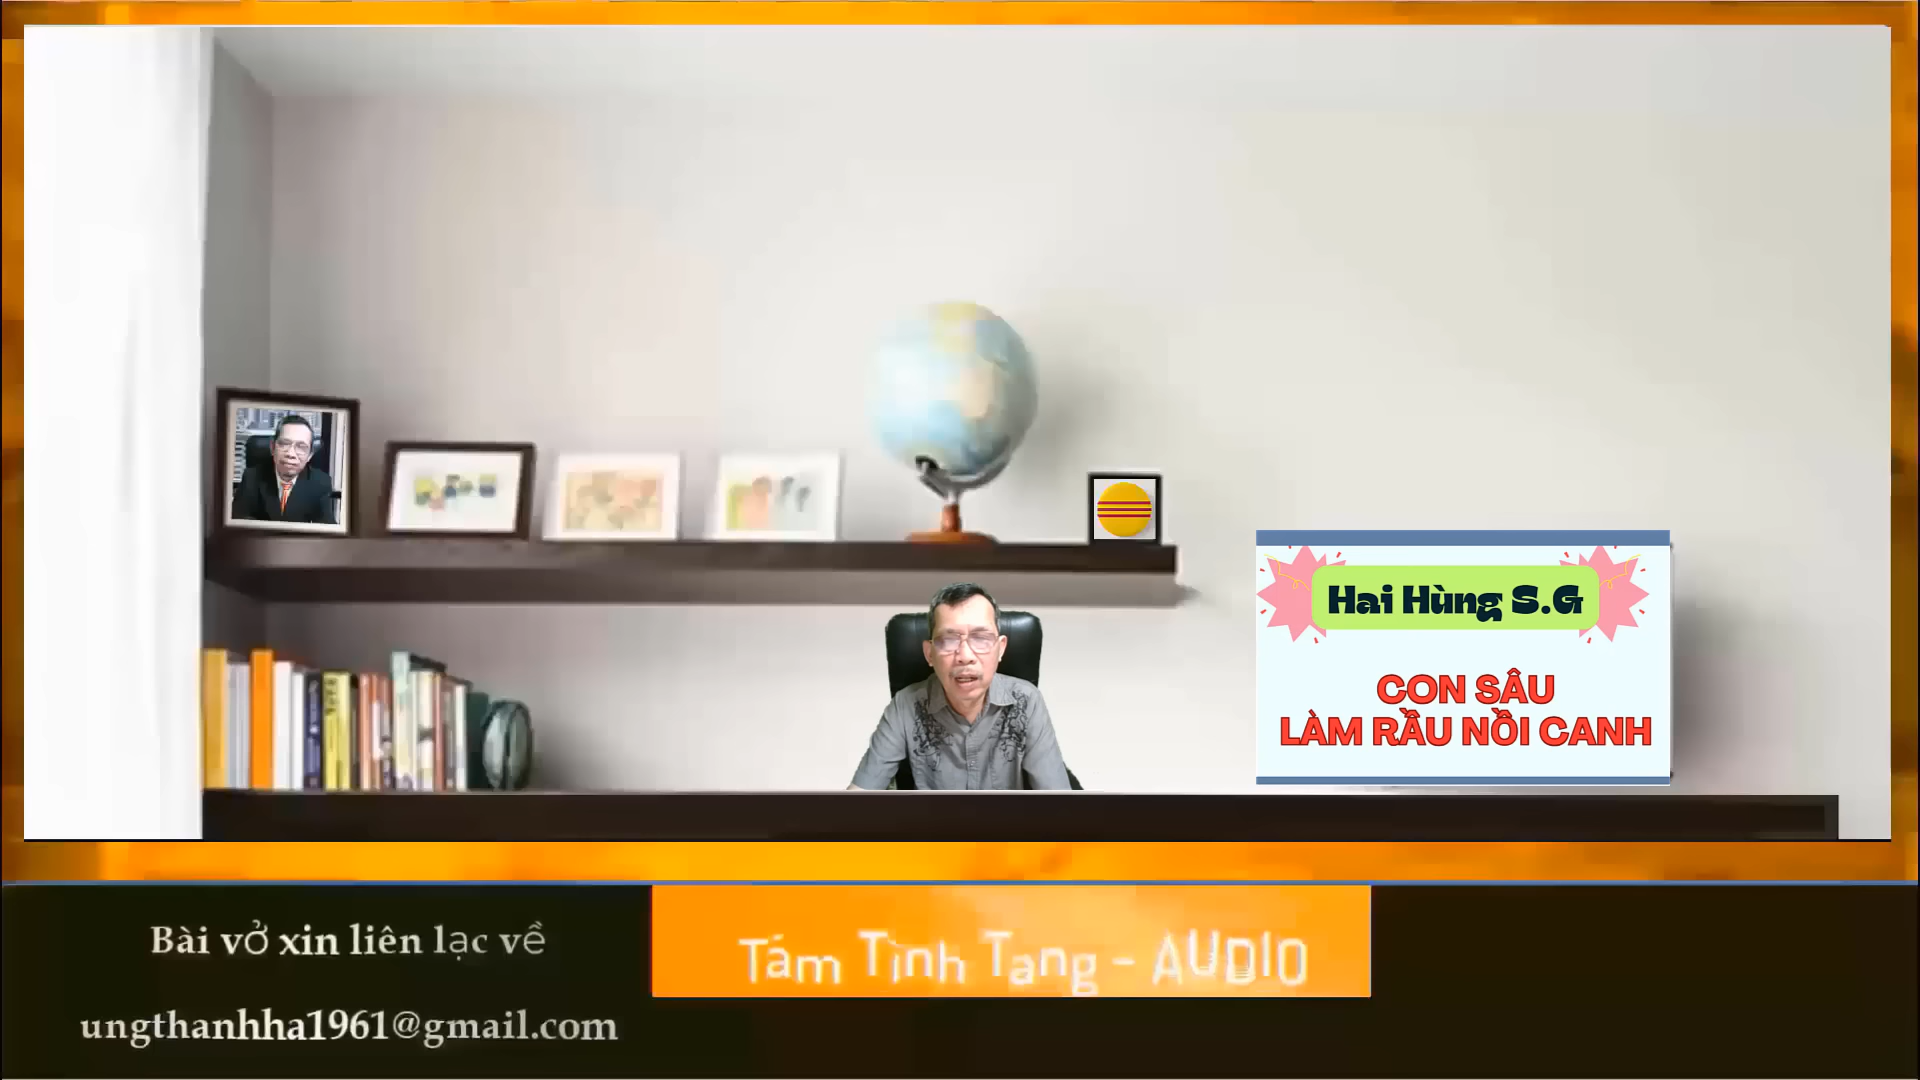 Hai Hùng S.G
CON SÂU
LÀM RẦU NỒI CANH
Bài vở xin liên lạc về
ungthanhha1961@gmail.com
Tám Tình Tang - AUDIO